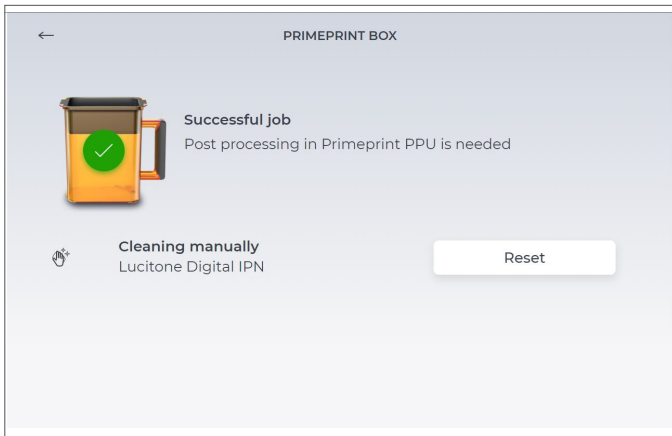 PRIMEPRINT BOX
Successful job
Post processing in Primeprint PPU is needed
Cleaning manually
Lucitone Digital IPN
Reset